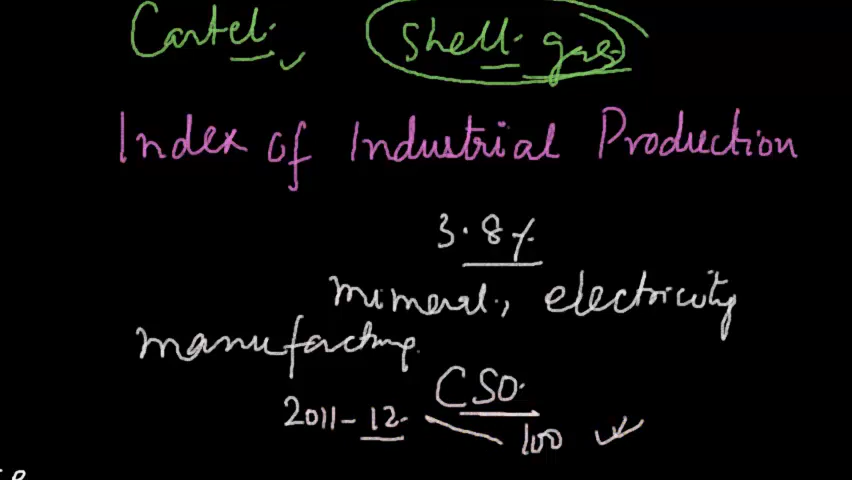 Cartel. Shell gas
Index of Industrial Production
3.8%
mineral, electricity
manufacturing.
CSO.
2011-12. 100